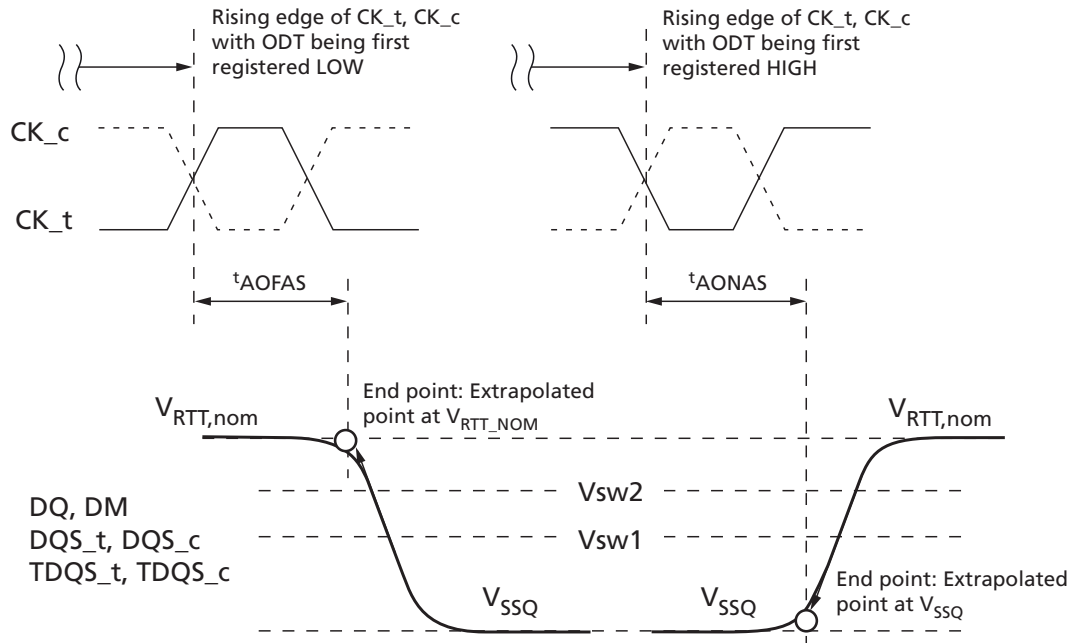 Rising edge of CK_t, CK_c
with ODT being first
registered LOW
Rising edge of CK_t, CK_c
with ODT being first
registered HIGH
CK_c
CK_t
tAOFAS
tAONAS
End point: Extrapolated
point at VRTT_NOM
VRTT,nom
VRTT,nom
Vsw2
DQ, DM
DQS_t, DQS_c
TDQS_t, TDQS_c
Vsw1
VSSQ
VSSQ
End point: Extrapolated
point at VSSQ